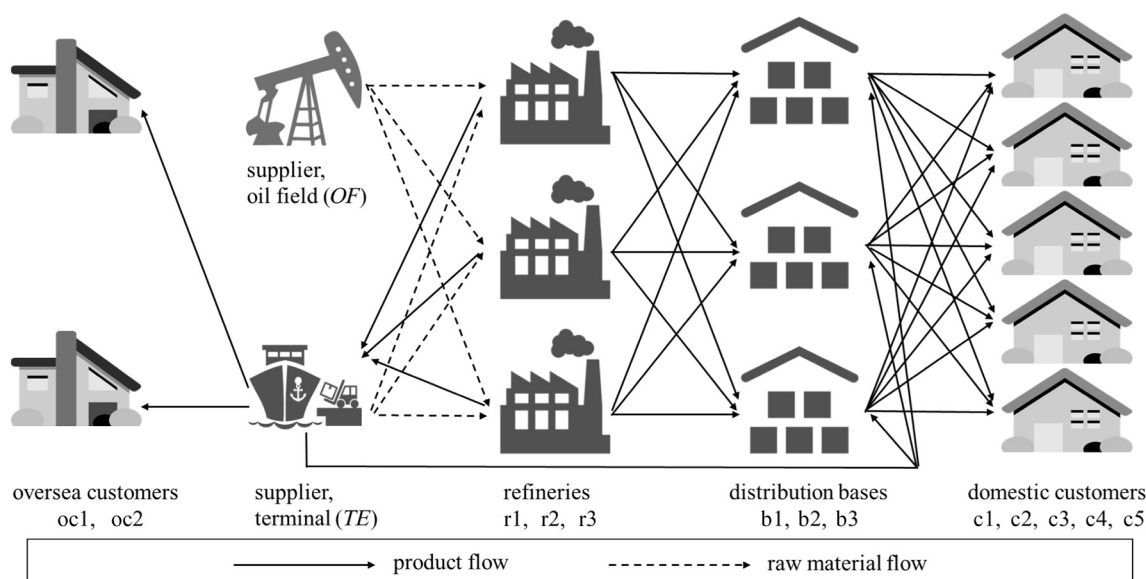 supplier,
oil field (OF)
oversea customers
oc1, oc2
supplier,
terminal (TE)
refineries
r1, r2, r3
distribution bases
b1, b2, b3
domestic customers
c1, c2, c3, c4, c5
product flow
raw material flow